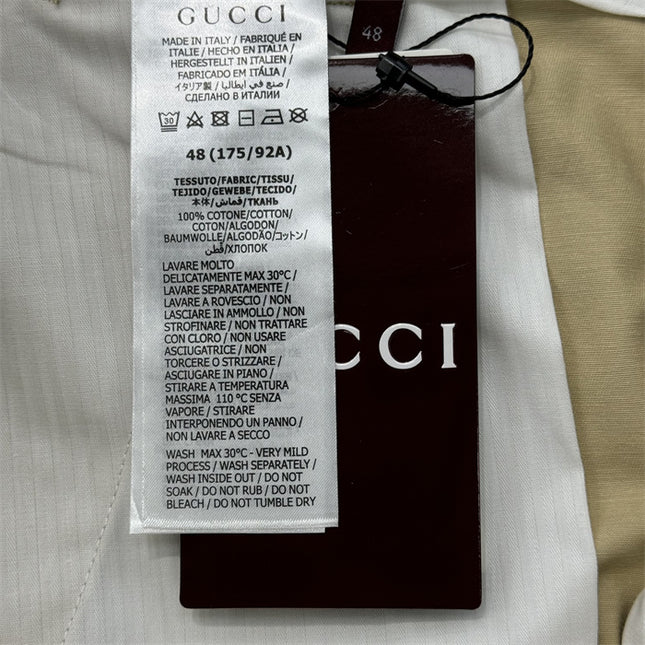 GUCCI
48
MADE IN ITALY / FABRIQUÉ EN
ITALIE / HECHO EN ITALIA /
HERGESTELLT IN ITALIEN /
FABRICADO EM ITÁLIA /
イタリア製 / صنع في ايطاليا /
СДЕЛАНО В ИТАЛИИ
30
48 (175/92A)
TESSUTO/FABRIC/TISSU/
TEJIDO/GEWEBE/TECIDO/
本体/قماش/ТКАНЬ
100% COTONE/COTTON/
COTON/ALGODON/
BAUMWOLLE/ALGODÃO/コットン/
قطن/ХЛОПОК
LAVARE MOLTO
DELICATAMENTE MAX 30°C /
LAVARE SEPARATAMENTE /
LAVARE A ROVESCIO / NON
LASCIARE IN AMMOLLO / NON
STROFINARE / NON TRATTARE
CON CLORO / NON USARE
ASCIUGATRICE / NON
TORCERE O STRIZZARE /
ASCIUGARE IN PIANO /
STIRARE A TEMPERATURA
MASSIMA 110 °C SENZA
VAPORE / STIRARE
INTERPONENDO UN PANNO /
NON LAVARE A SECCO
WASH MAX 30°C - VERY MILD
PROCESS / WASH SEPARATELY /
WASH INSIDE OUT / DO NOT
SOAK / DO NOT RUB / DO NOT
BLEACH / DO NOT TUMBLE DRY
CCI